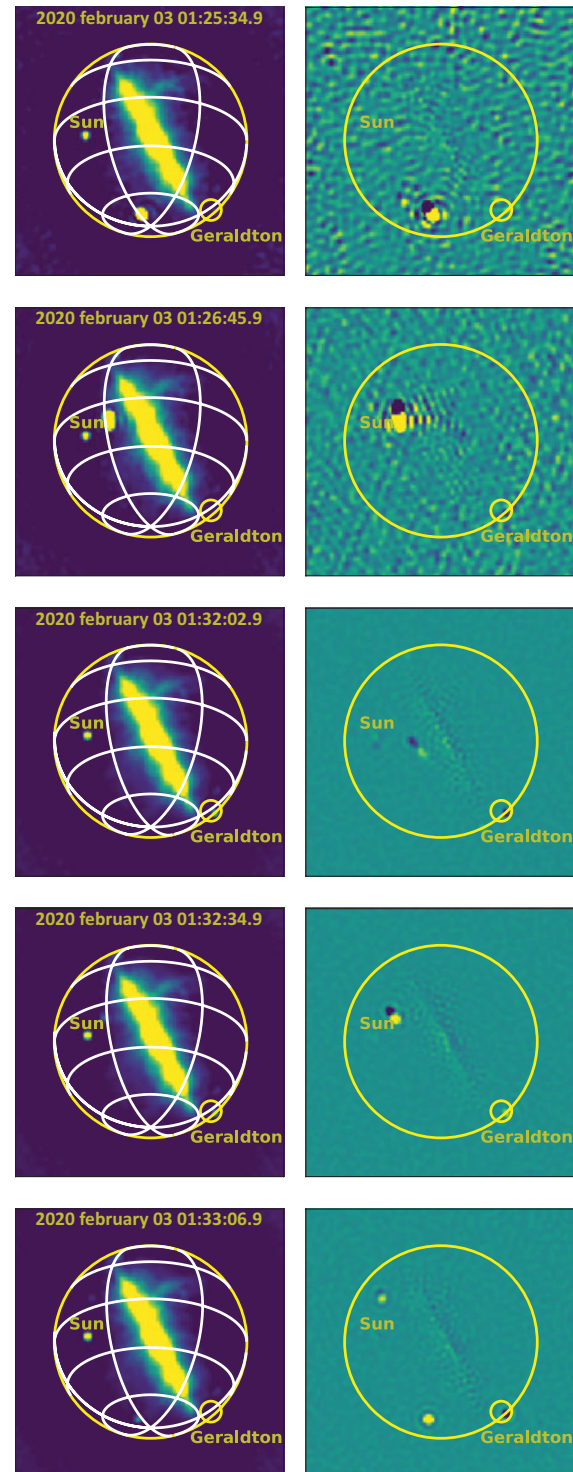 2020 february 03 01:25:34.9
Sun
Geraldton
Sun
Geraldton
2020 february 03 01:26:45.9
Sun
Geraldton
Sun
Geraldton
2020 february 03 01:32:02.9
Sun
Geraldton
Sun
Geraldton
2020 february 03 01:32:34.9
Sun
Geraldton
Sun
Geraldton
2020 february 03 01:33:06.9
Sun
Geraldton
Sun
Geraldton